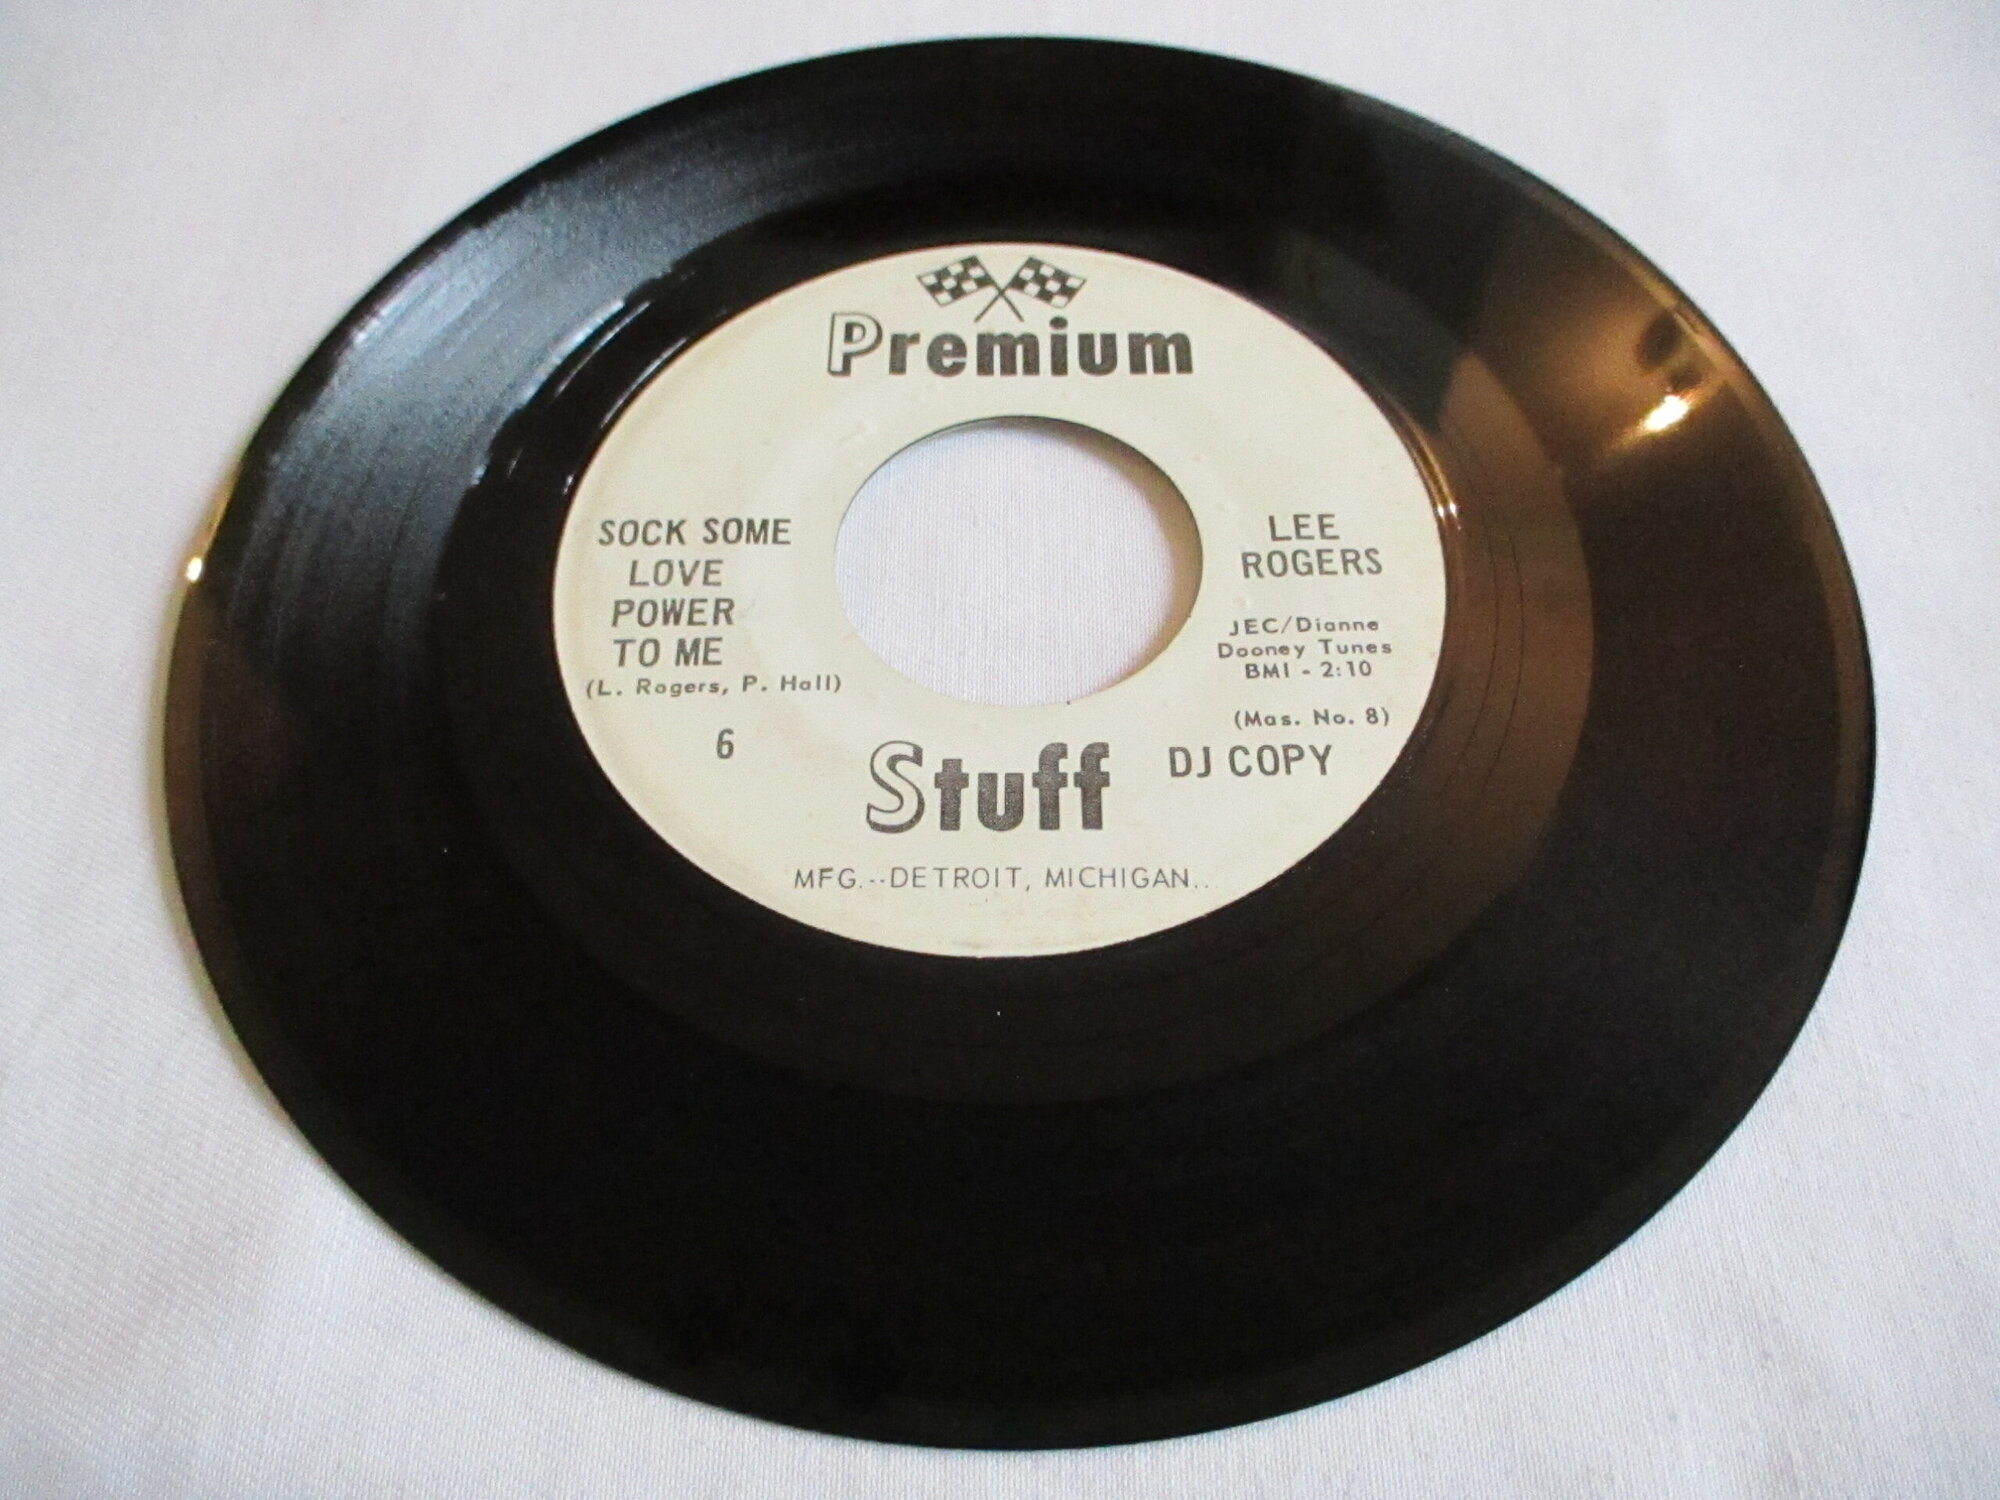 Premium
SOCK SOME
LOVE
POWER
TO ME
(L. Rogers, P. Hall)
6
LEE
ROGERS
JEC/Dianne
Dooney Tunes
BMI - 2:10
(Mas. No. 8)
DJ COPY
Stuff
MFG.--DETROIT, MICHIGAN..